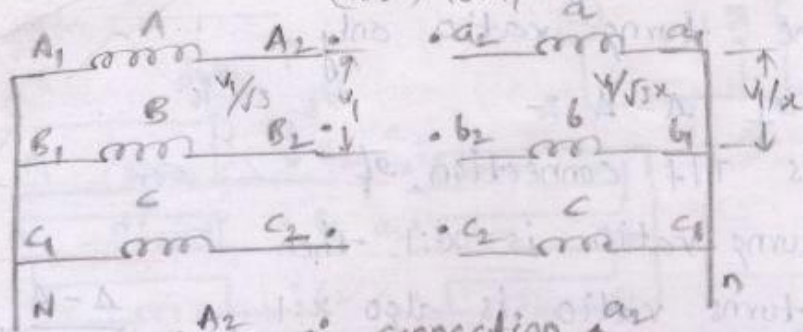 A₁ A A₂ a₂ a a₁
V₁/√3 V₁ V₁/√3x V₁/x
B₁ B B₂ b₂ b b₁
C₁ C C₂ c₂ C C₁
N n
A₂ connection a₂